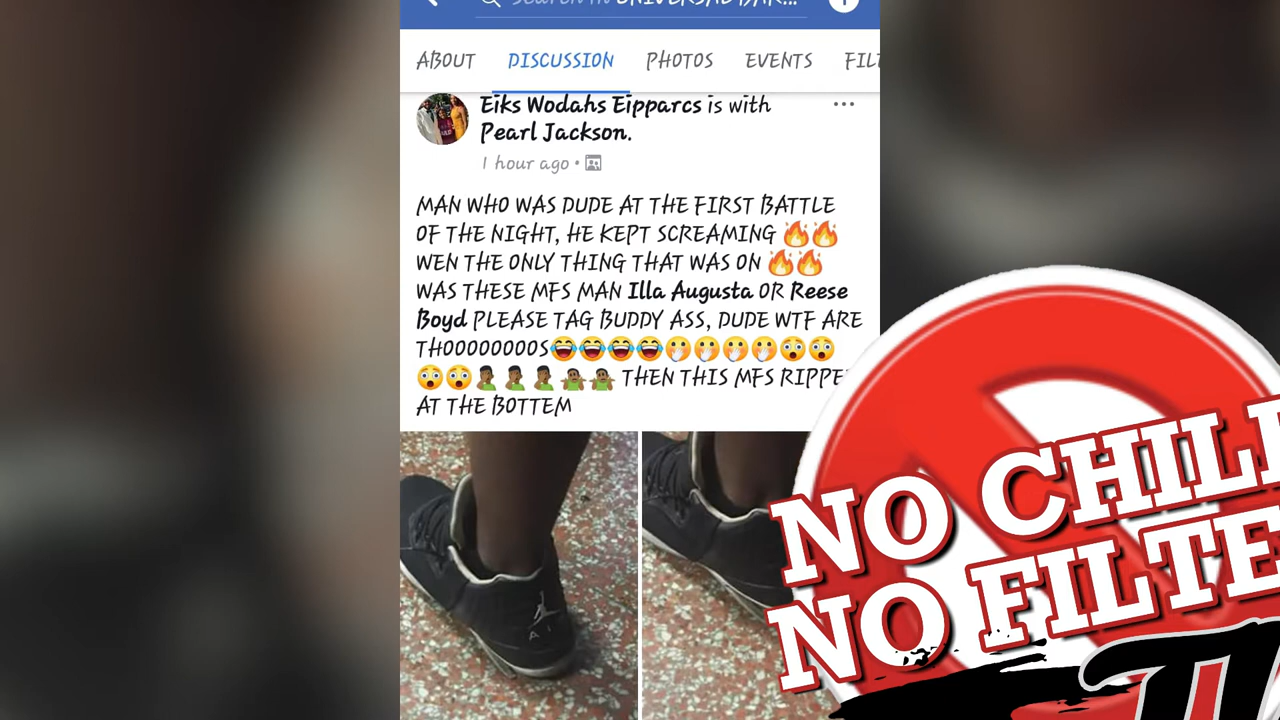 ABOUT DISCUSSION PHOTOS EVENTS
Eiks Wodahs Eipparcs is with
Pearl Jackson.
1 hour ago
MAN WHO WAS DUDE AT THE FIRST BATTLE
OF THE NIGHT, HE KEPT SCREAMING 🔥🔥
WEN THE ONLY THING THAT WAS ON 🔥🔥
WAS THESE MFS MAN Illa Augusta OR Reese
Boyd PLEASE TAG BUDDY ASS, DUDE WTF ARE
THOOOOOOOOS😂😂😂😂🤭🤭🤭🤭😲😲
😲😲🤦🏿🤦🏿🤦🏿🤷🏿🤷🏿 THEN THIS MFS RIPPE
AT THE BOTTEM
NO CHILL
NO FILTE